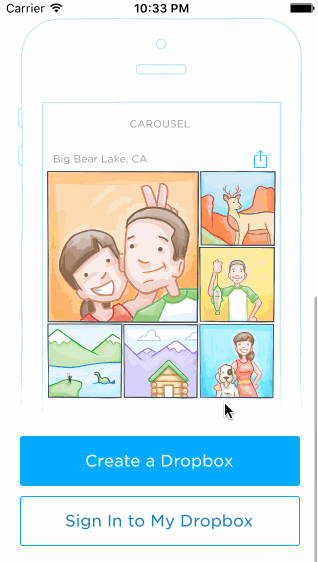 Carrier 10:33 PM
CAROUSEL
Big Bear Lake, CA
Create a Dropbox
Sign In to My Dropbox